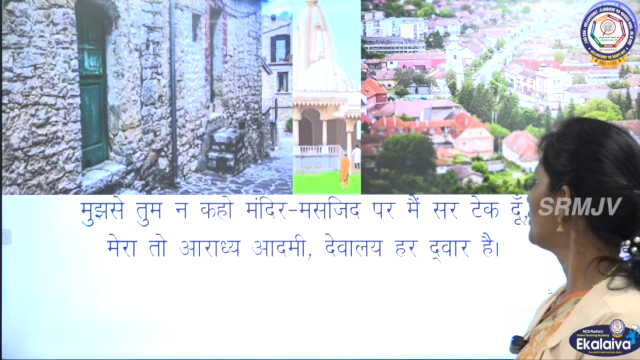 मुझसे तुम न कहो मंदिर-मसजिद पर मैं सर टेक दूँ,
मेरा तो आराध्य आदमी, देवालय हर द्वार है।
SRMJV
Ekalaiva